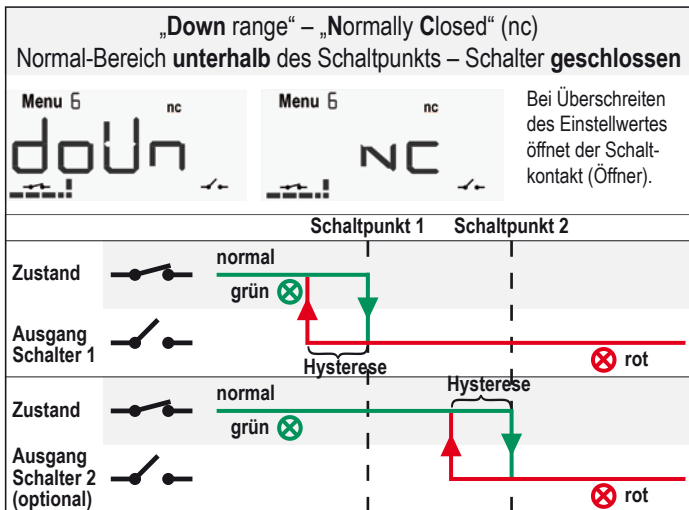 „Down range“ – „Normally Closed“ (nc)
Normal-Bereich unterhalb des Schaltpunkts – Schalter geschlossen
Menu 6 nc
doUn
Menu 6 nc
NC
Bei Überschreiten
des Einstellwertes
öffnet der Schalt-
kontakt (Öffner).
Schaltpunkt 1 Schaltpunkt 2
Zustand
normal
grün
Ausgang
Schalter 1
Hysterese
rot
Zustand
normal
grün
Hysterese
Ausgang
Schalter 2
(optional)
rot